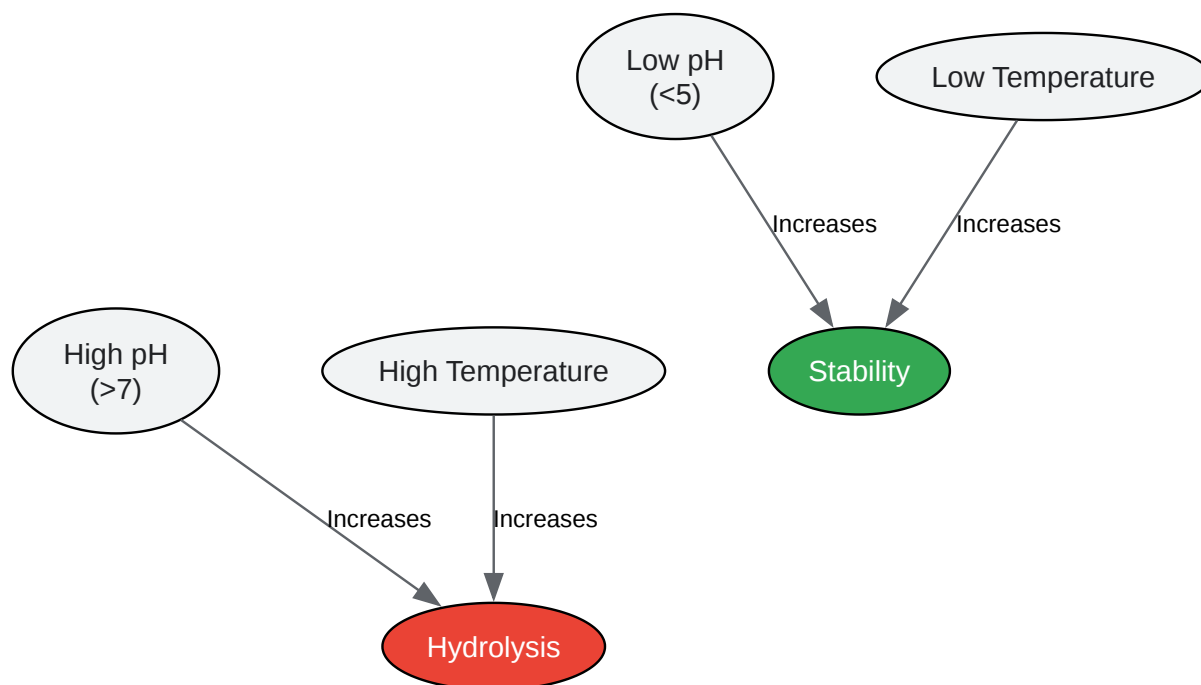 Low pH
(<5)
Low Temperature
Increases
Increases
High pH
(>7)
High Temperature
Stability
Increases
Increases
Hydrolysis